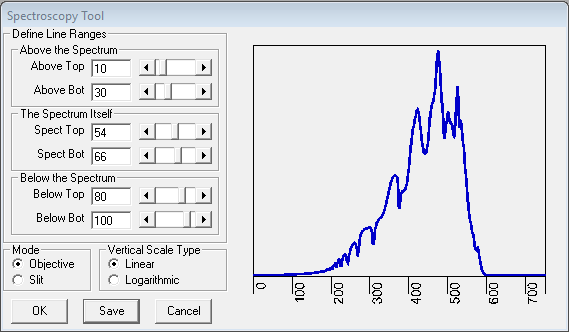 Spectroscopy Tool
Define Line Ranges
Above the Spectrum
Above Top 10
Above Bot 30
The Spectrum Itself
Spect Top 54
Spect Bot 66
Below the Spectrum
Below Top 80
Below Bot 100
Mode
Objective
Slit
Vertical Scale Type
Linear
Logarithmic
OK Save Cancel
0 100 200 300 400 500 600 700